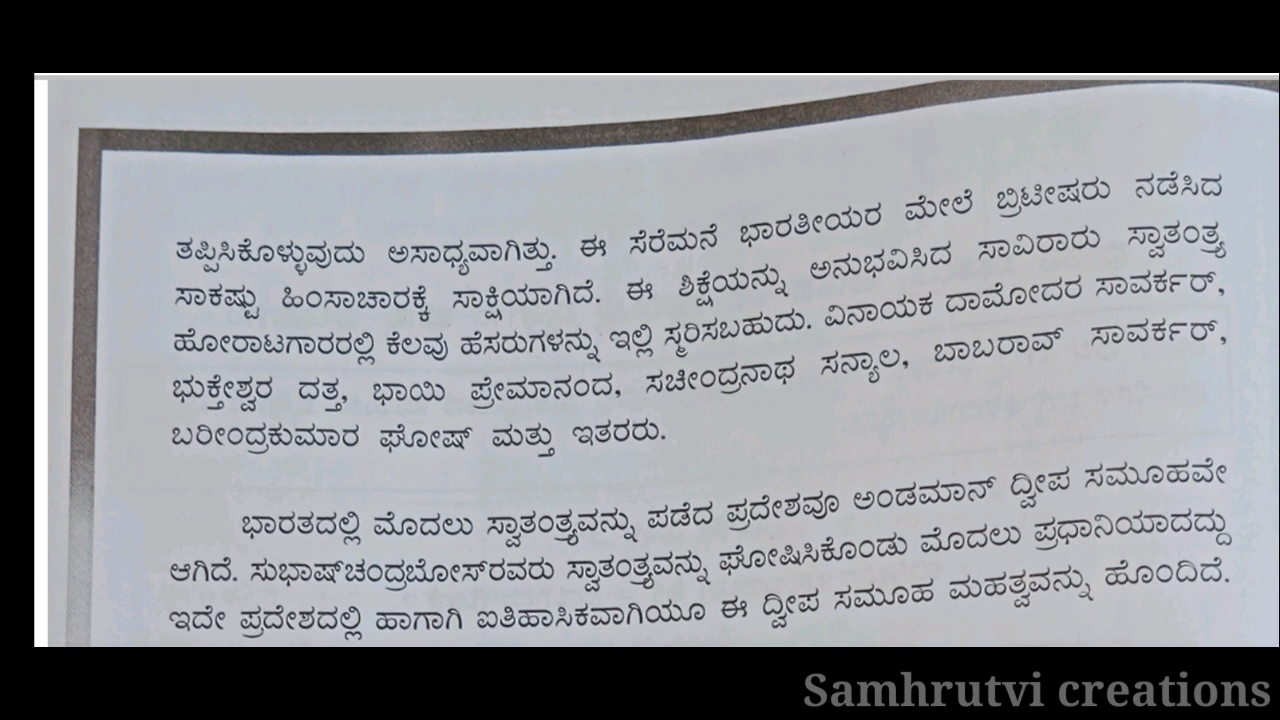 ತಪ್ಪಿಸಿಕೊಳ್ಳುವುದು ಅಸಾಧ್ಯವಾಗಿತ್ತು. ಈ ಸೆರೆಮನೆ ಭಾರತೀಯರ ಮೇಲೆ ಬ್ರಿಟೀಷರು ನಡೆಸಿದ
ಸಾಕಷ್ಟು ಹಿಂಸಾಚಾರಕ್ಕೆ ಸಾಕ್ಷಿಯಾಗಿದೆ. ಈ ಶಿಕ್ಷೆಯನ್ನು ಅನುಭವಿಸಿದ ಸಾವಿರಾರು ಸ್ವಾತಂತ್ರ್ಯ
ಹೋರಾಟಗಾರರಲ್ಲಿ ಕೆಲವು ಹೆಸರುಗಳನ್ನು ಇಲ್ಲಿ ಸ್ಮರಿಸಬಹುದು. ವಿನಾಯಕ ದಾಮೋದರ ಸಾವರ್ಕರ್,
ಭುಕ್ತೇಶ್ವರ ದತ್ತ, ಭಾಯಿ ಪ್ರೇಮಾನಂದ, ಸಚೀಂದ್ರನಾಥ ಸನ್ಯಾಲ, ಬಾಬರಾವ್ ಸಾವರ್ಕರ್,
ಬರೀಂದ್ರಕುಮಾರ ಘೋಷ್ ಮತ್ತು ಇತರರು.
ಭಾರತದಲ್ಲಿ ಮೊದಲು ಸ್ವಾತಂತ್ರ್ಯವನ್ನು ಪಡೆದ ಪ್ರದೇಶವೂ ಅಂಡಮಾನ್ ದ್ವೀಪ ಸಮೂಹವೇ
ಆಗಿದೆ. ಸುಭಾಷ್‌ಚಂದ್ರಬೋಸ್‌ರವರು ಸ್ವಾತಂತ್ರ್ಯವನ್ನು ಘೋಷಿಸಿಕೊಂಡು ಮೊದಲು ಪ್ರಧಾನಿಯಾದದ್ದು
ಇದೇ ಪ್ರದೇಶದಲ್ಲಿ ಹಾಗಾಗಿ ಐತಿಹಾಸಿಕವಾಗಿಯೂ ಈ ದ್ವೀಪ ಸಮೂಹ ಮಹತ್ವವನ್ನು ಹೊಂದಿದೆ.
Samhrutvi creations